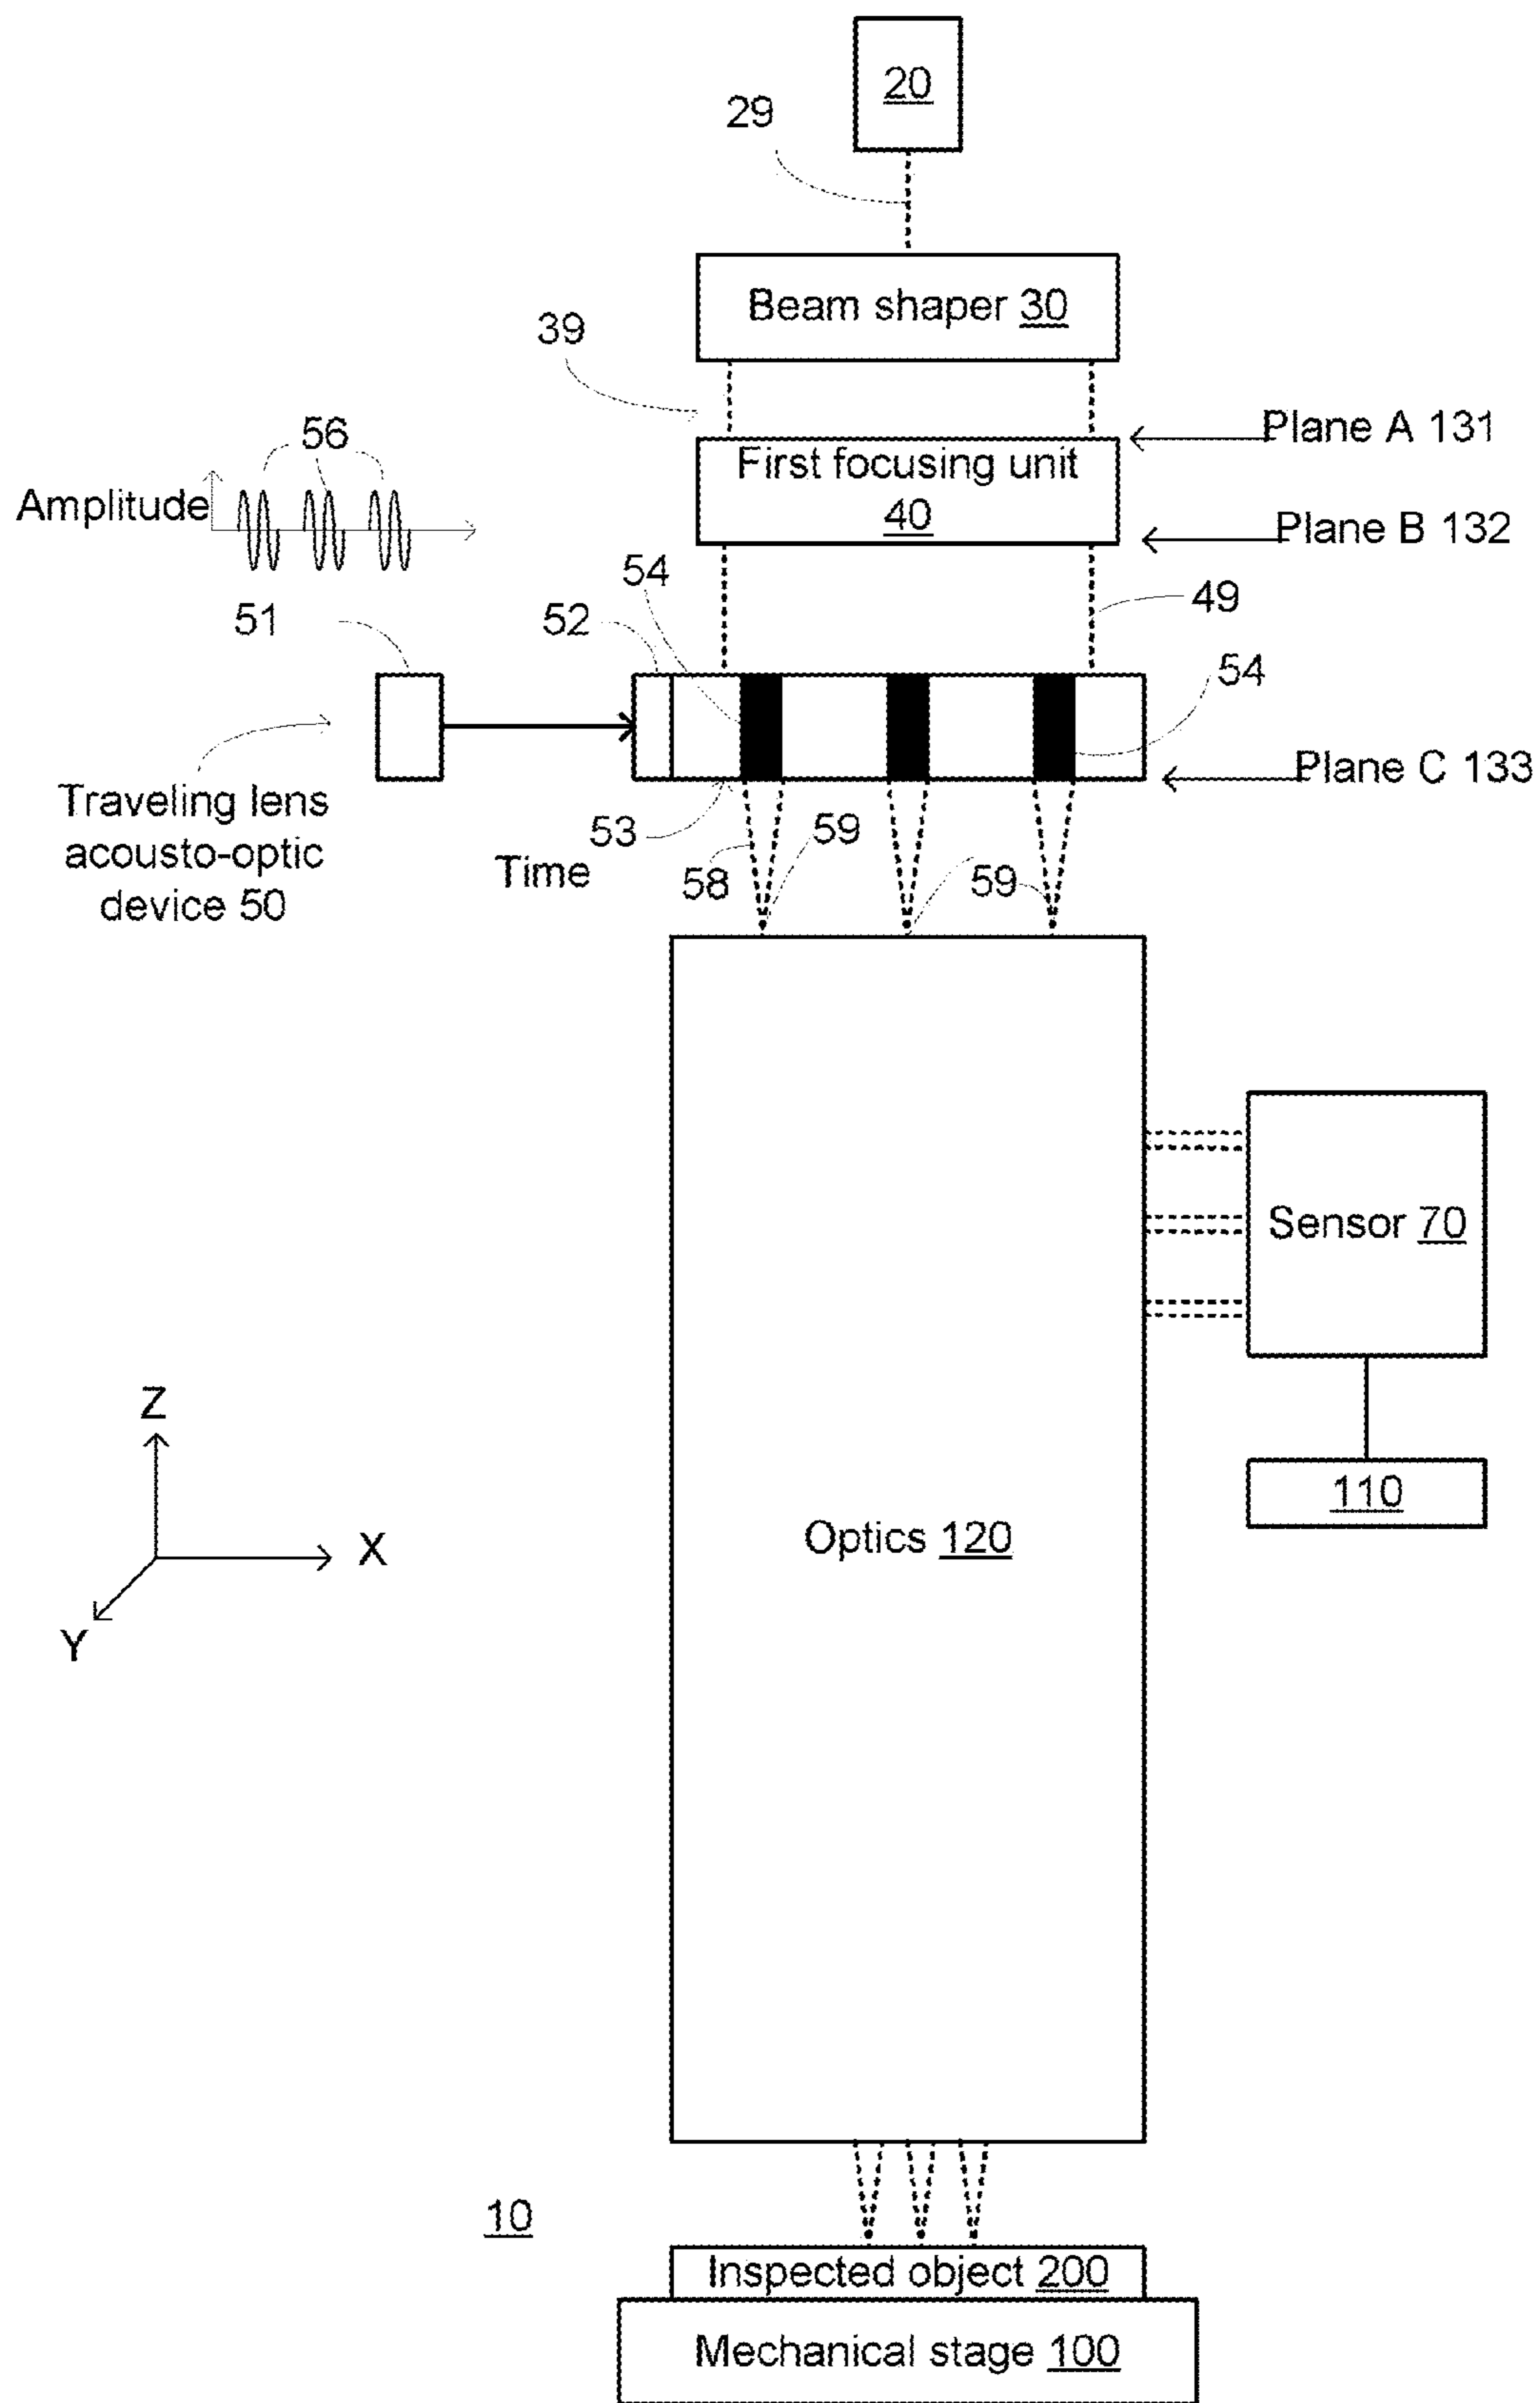 20
29
Beam shaper 30
39
Plane A 131
First focusing unit
40
56
Amplitude
Plane B 132
54
49
51
52
54
Plane C 133
Traveling lens
acousto-optic
device 50
53
59
Time
58
59
Sensor 70
Z
110
Optics 120
X
Y
10
Inspected object 200
Mechanical stage 100